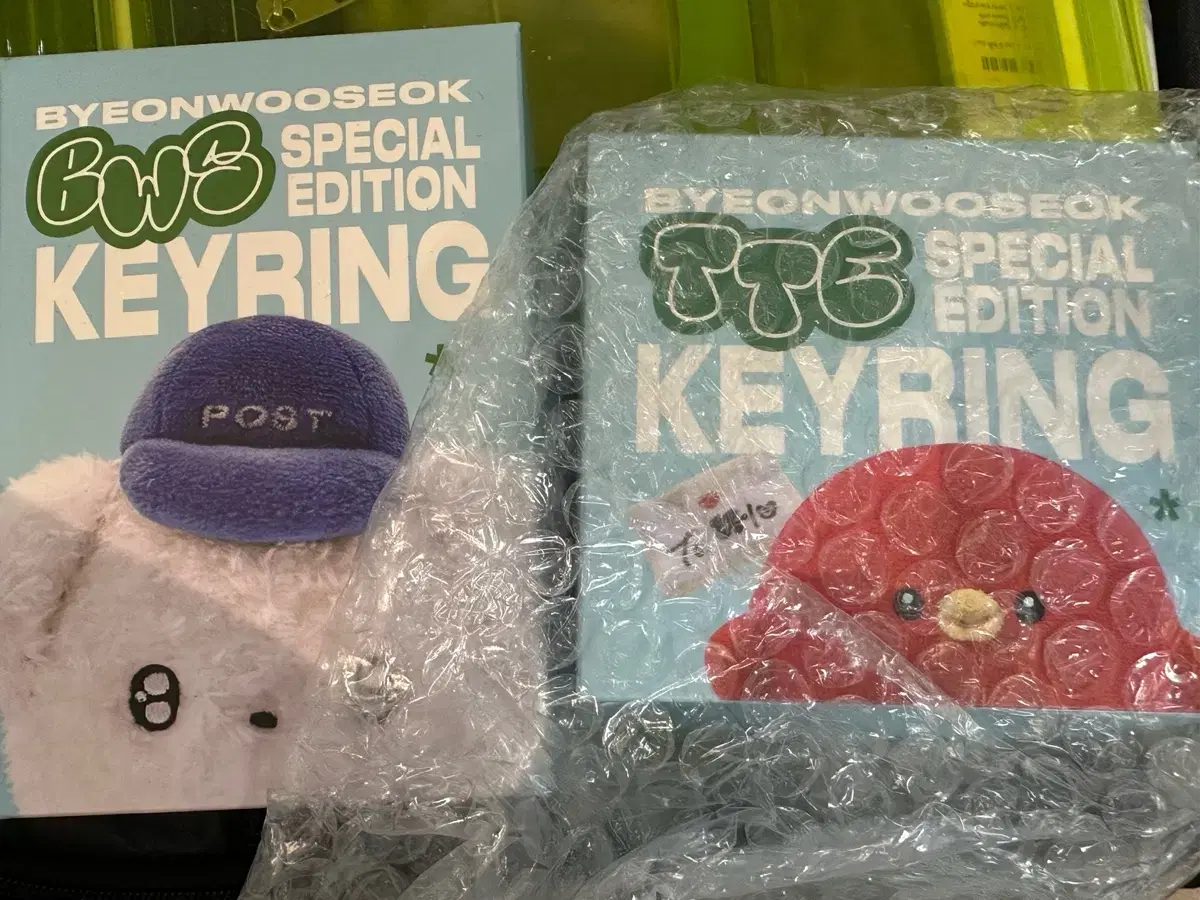 BYEONWOOSEOK
BWS
SPECIAL
EDITION
KEYRING
POST
BYEONWOOSEOK
TTE
SPECIAL
EDITION
KEYRING